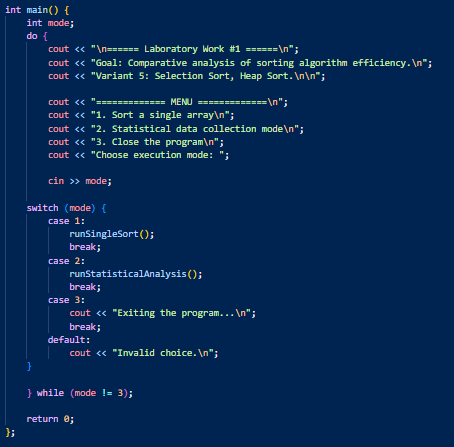 int main() {
    int mode;
    do {
        cout << "\n====== Laboratory Work #1 ======\n";
        cout << "Goal: Comparative analysis of sorting algorithm efficiency.\n";
        cout << "Variant 5: Selection Sort, Heap Sort.\n\n";

        cout << "============= MENU =============\n";
        cout << "1. Sort a single array\n";
        cout << "2. Statistical data collection mode\n";
        cout << "3. Close the program\n";
        cout << "Choose execution mode: ";

        cin >> mode;

    switch (mode) {
        case 1:
            runSingleSort();
            break;
        case 2:
            runStatisticalAnalysis();
            break;
        case 3:
            cout << "Exiting the program...\n";
            break;
        default:
            cout << "Invalid choice.\n";
    }

    } while (mode != 3);

    return 0;
};